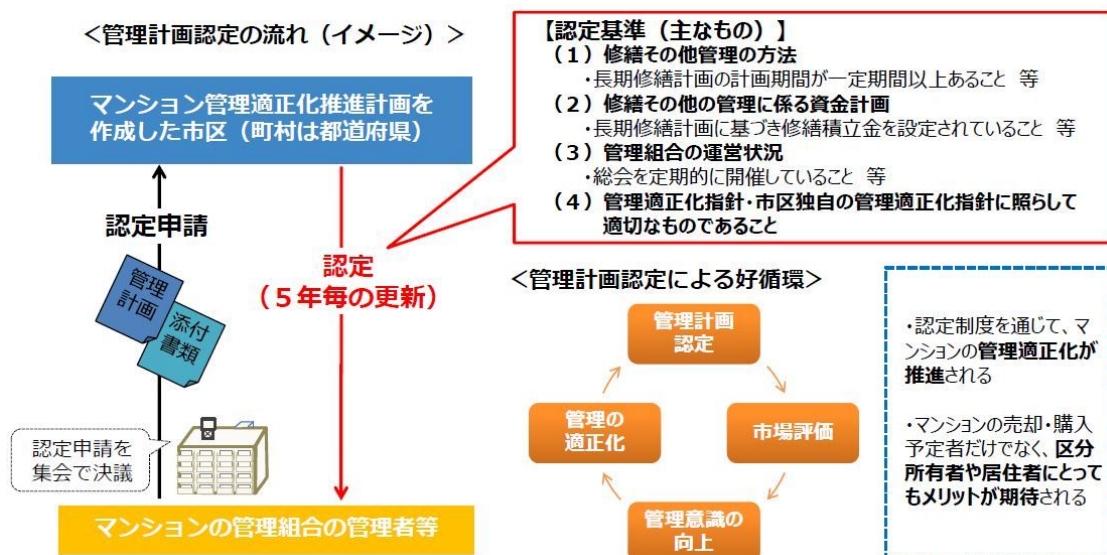 ＜管理計画認定の流れ（イメージ）＞
マンション管理適正化推進計画を
作成した市区（町村は都道府県）
認定申請
管理
計画
添付
書類
認定
（５年毎の更新）
認定申請を
集会で決議
マンションの管理組合の管理者等
【認定基準（主なもの）】
（１）修繕その他管理の方法
・長期修繕計画の計画期間が一定期間以上あること 等
（２）修繕その他の管理に係る資金計画
・長期修繕計画に基づき修繕積立金を設定されていること 等
（３）管理組合の運営状況
・総会を定期的に開催していること 等
（４）管理適正化指針・市区独自の管理適正化指針に照らして
適切なものであること
＜管理計画認定による好循環＞
管理計画
認定
市場評価
管理意識の
向上
管理の
適正化
・認定制度を通じて、マ
ンションの管理適正化が
推進される
・マンションの売却・購入
予定者だけでなく、区分
所有者や居住者にとって
もメリットが期待される